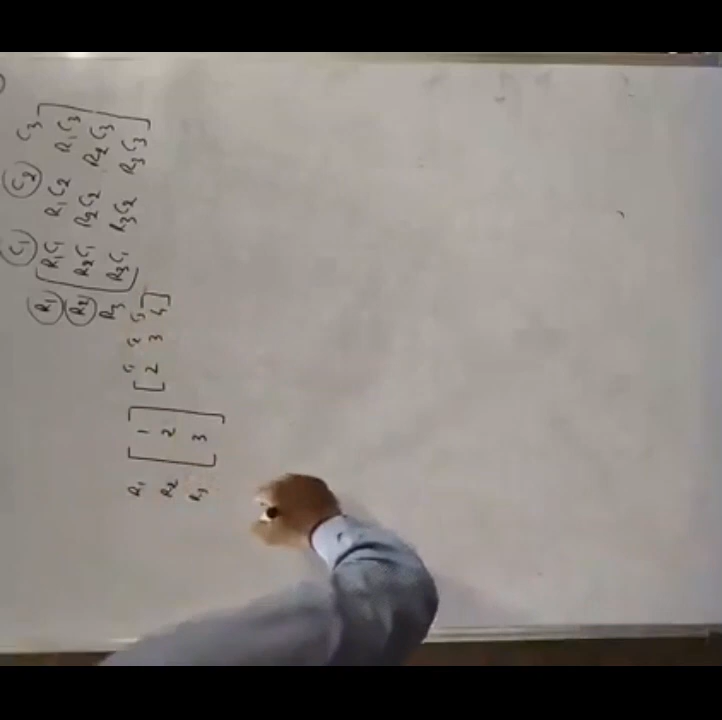 C1 C2 C3
R1 [ R1C1 R1C2 R1C3 ]
R2 R2C1 R2C2 R2C3
R3 R3C1 R3C2 R3C3
C1 C2 C3
R1 [ 1 ] [ 2 3 4 ]
R2 2
R3 3